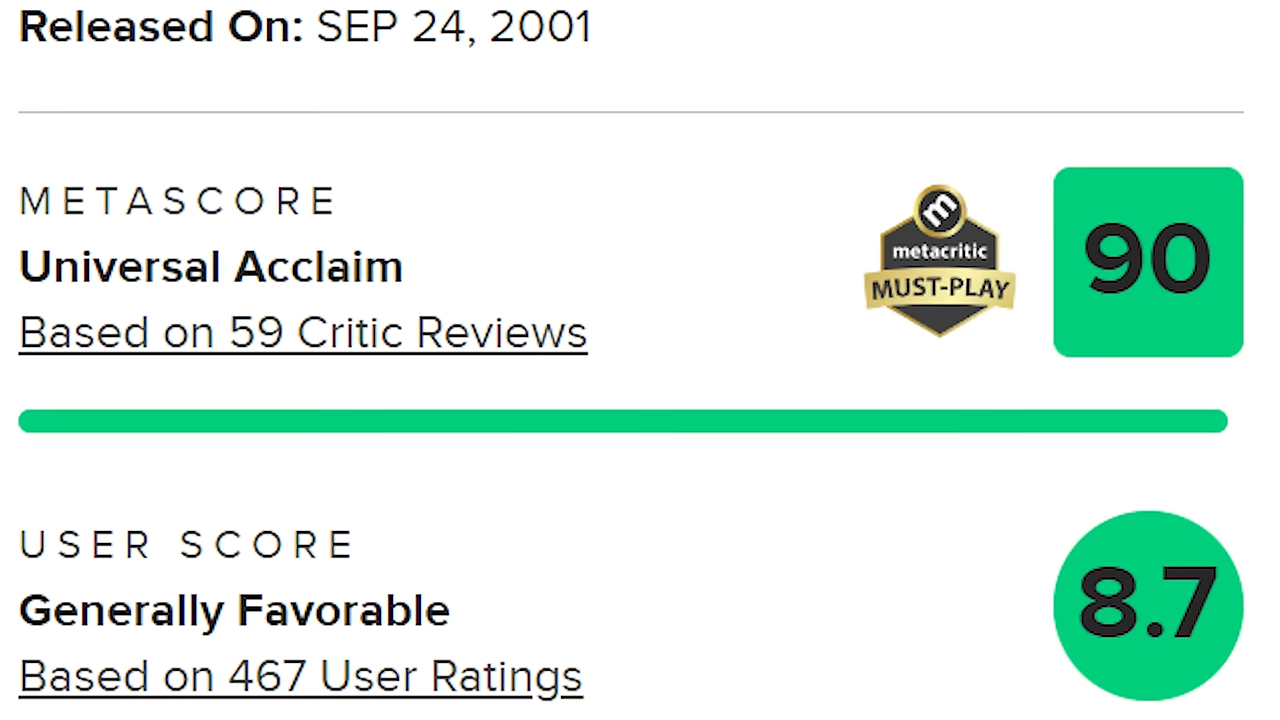 Released On: SEP 24, 2001
METASCORE
Universal Acclaim
Based on 59 Critic Reviews
m
metacritic
MUST-PLAY
90
USER SCORE
Generally Favorable
Based on 467 User Ratings
8.7